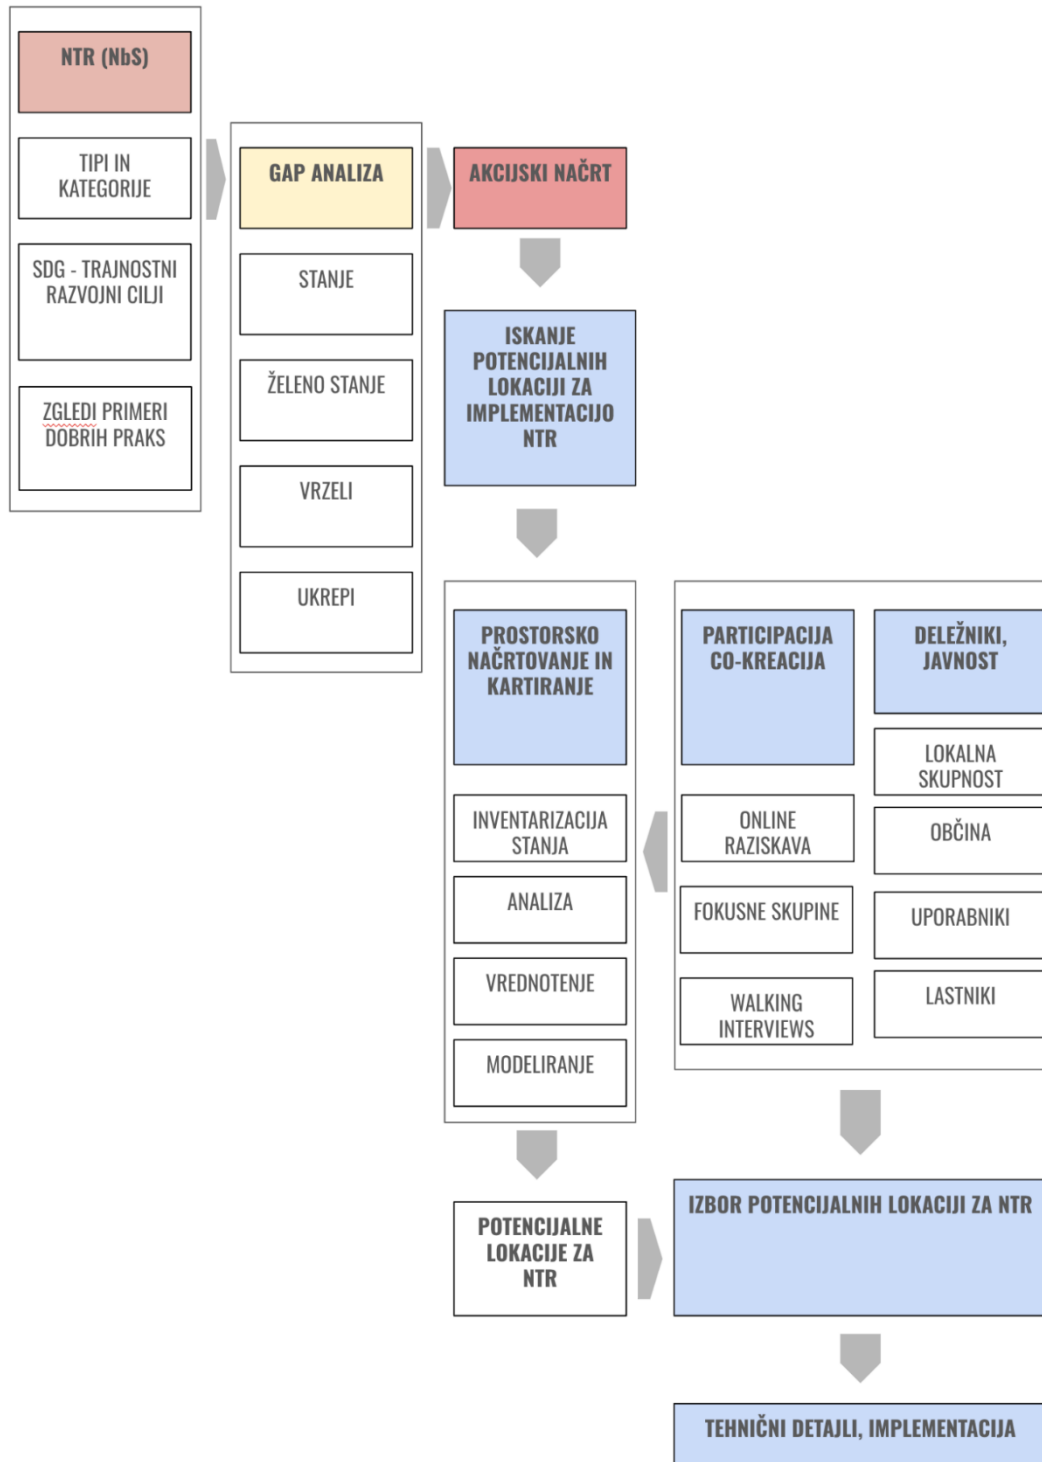 NTR (NbS)
TIPI IN
KATEGORIJE
SDG - TRAJNOSTNI
RAZVOJNI CILJI
ZGLEDI PRIMERI
DOBRIH PRAKS
GAP ANALIZA
STANJE
ŽELENO STANJE
VRZELI
UKREPI
AKCIJSKI NAČRT
ISKANJE
POTENCIJALNIH
LOKACIJ ZA
IMPLEMENTACIJO
NTR
PROSTORSKO
NAČRTOVANJE IN
KARTIRANJE
INVENTARIZACIJA
STANJA
ANALIZA
VREDNOTENJE
MODELIRANJE
PARTICIPACIJA
CO-KREACIJA
ONLINE
RAZISKAVA
FOKUSNE SKUPINE
WALKING
INTERVIEWS
DELEŽNIKI,
JAVNOST
LOKALNA
SKUPNOST
OBČINA
UPORABNIKI
LASTNIKI
POTENCIJALNE
LOKACIJE ZA
NTR
IZBOR POTENCIJALNIH LOKACIJ ZA NTR
TEHNIČNI DETAJLI, IMPLEMENTACIJA